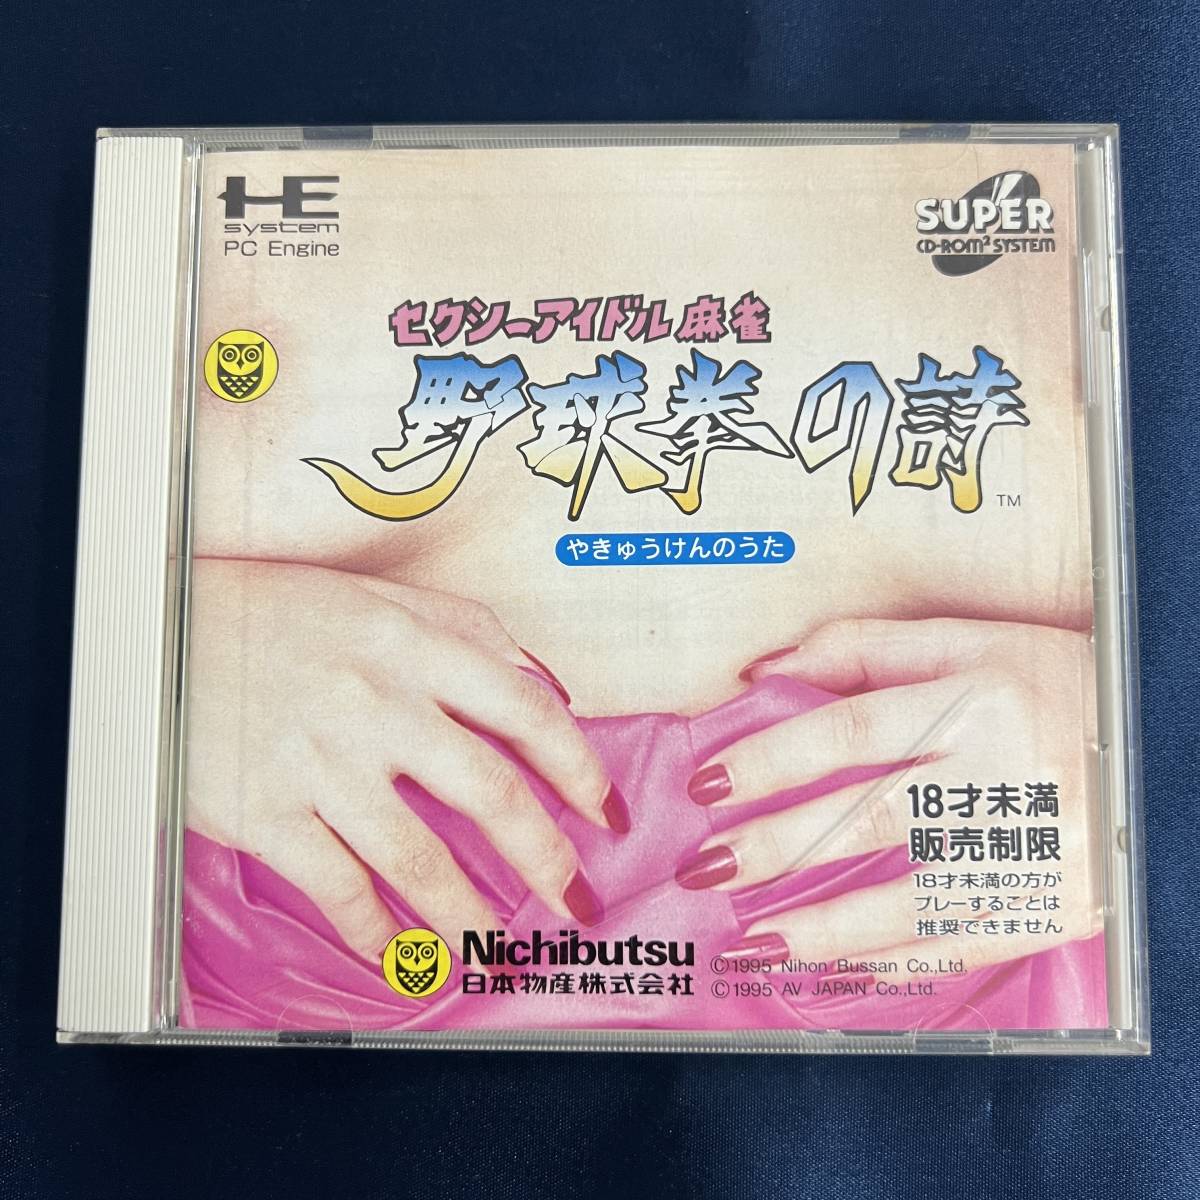 HE
system
PC Engine
SUPER
CD-ROM² SYSTEM
セクシーアイドル麻雀
野球拳の詩
TM
やきゅうけんのうた
18才未満
販売制限
18才未満の方が
プレーすることは
推奨できません
Nichibutsu
日本物産株式会社
©1995 Nihon Bussan Co.,Ltd.
©1995 AV JAPAN Co.,Ltd.